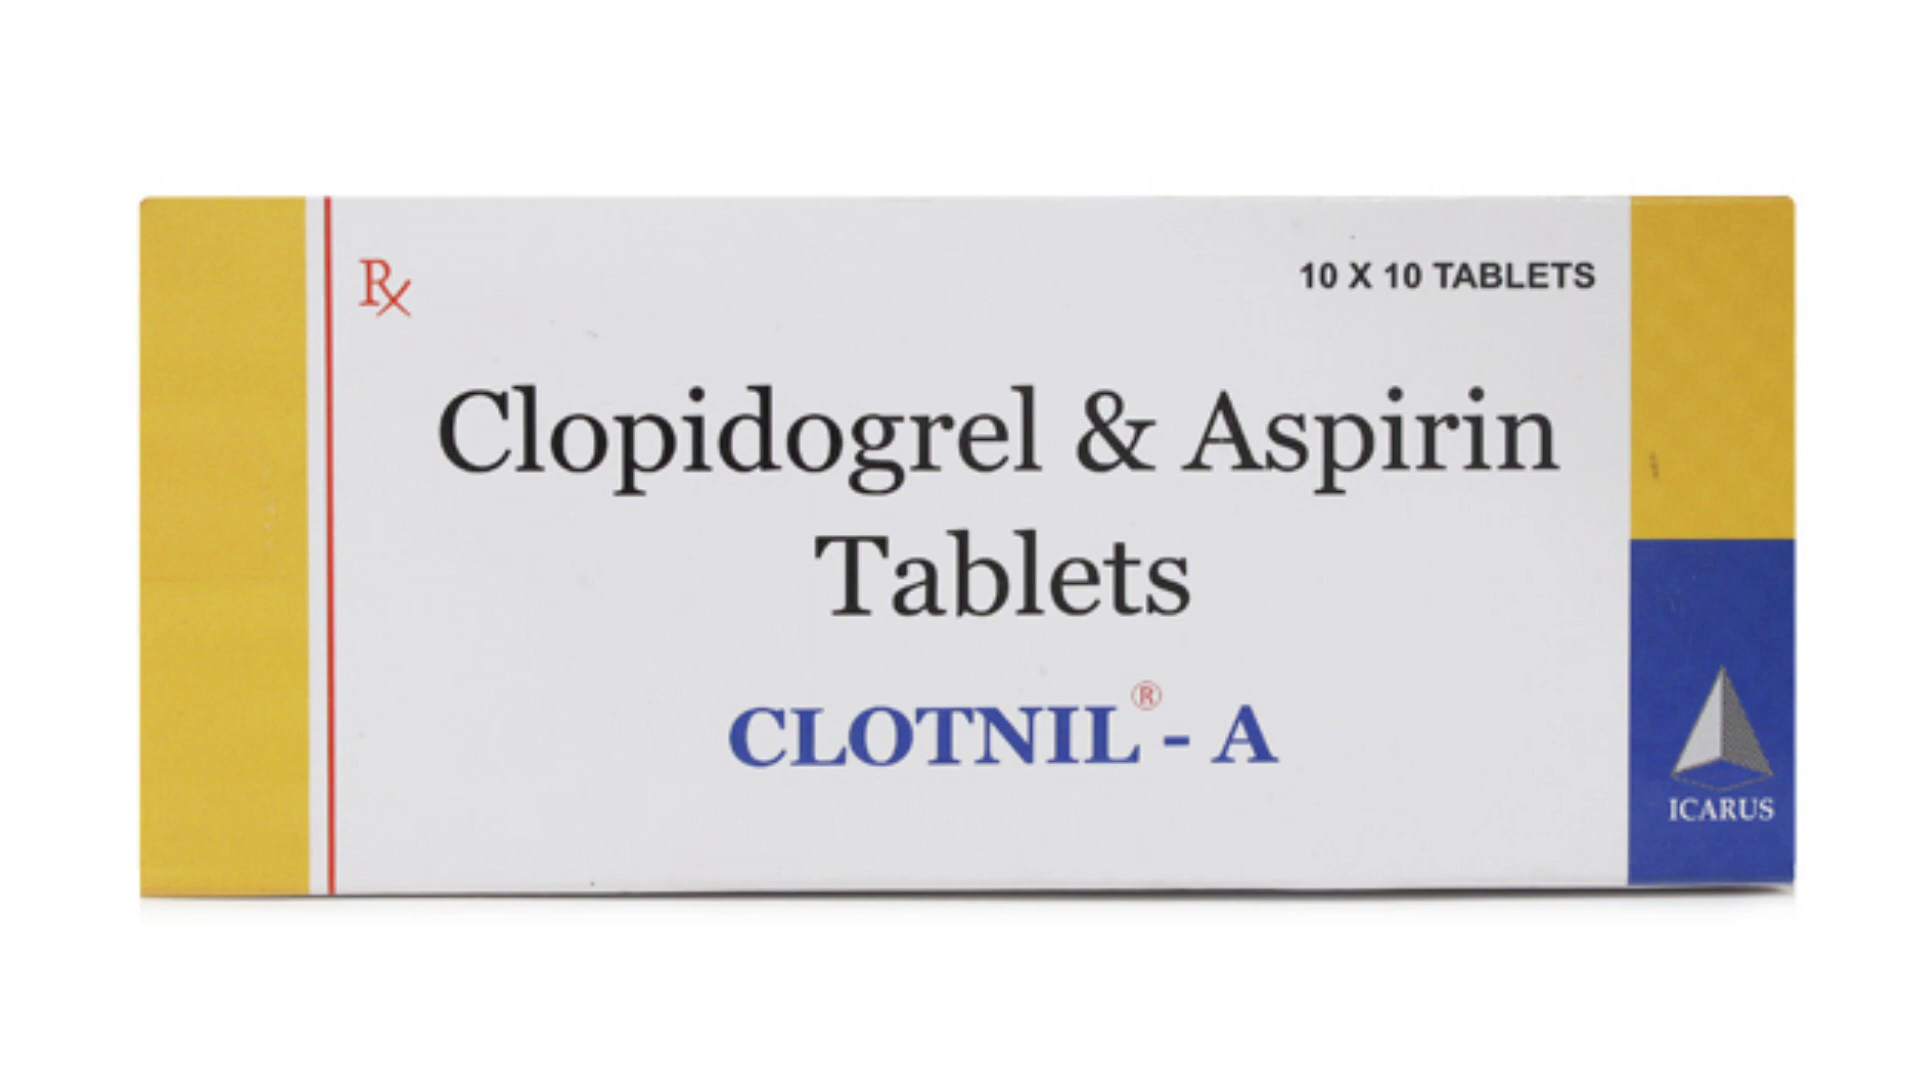 Rx
10 X 10 TABLETS
Clopidogrel & Aspirin
Tablets
CLOTNIL® - A
ICARUS